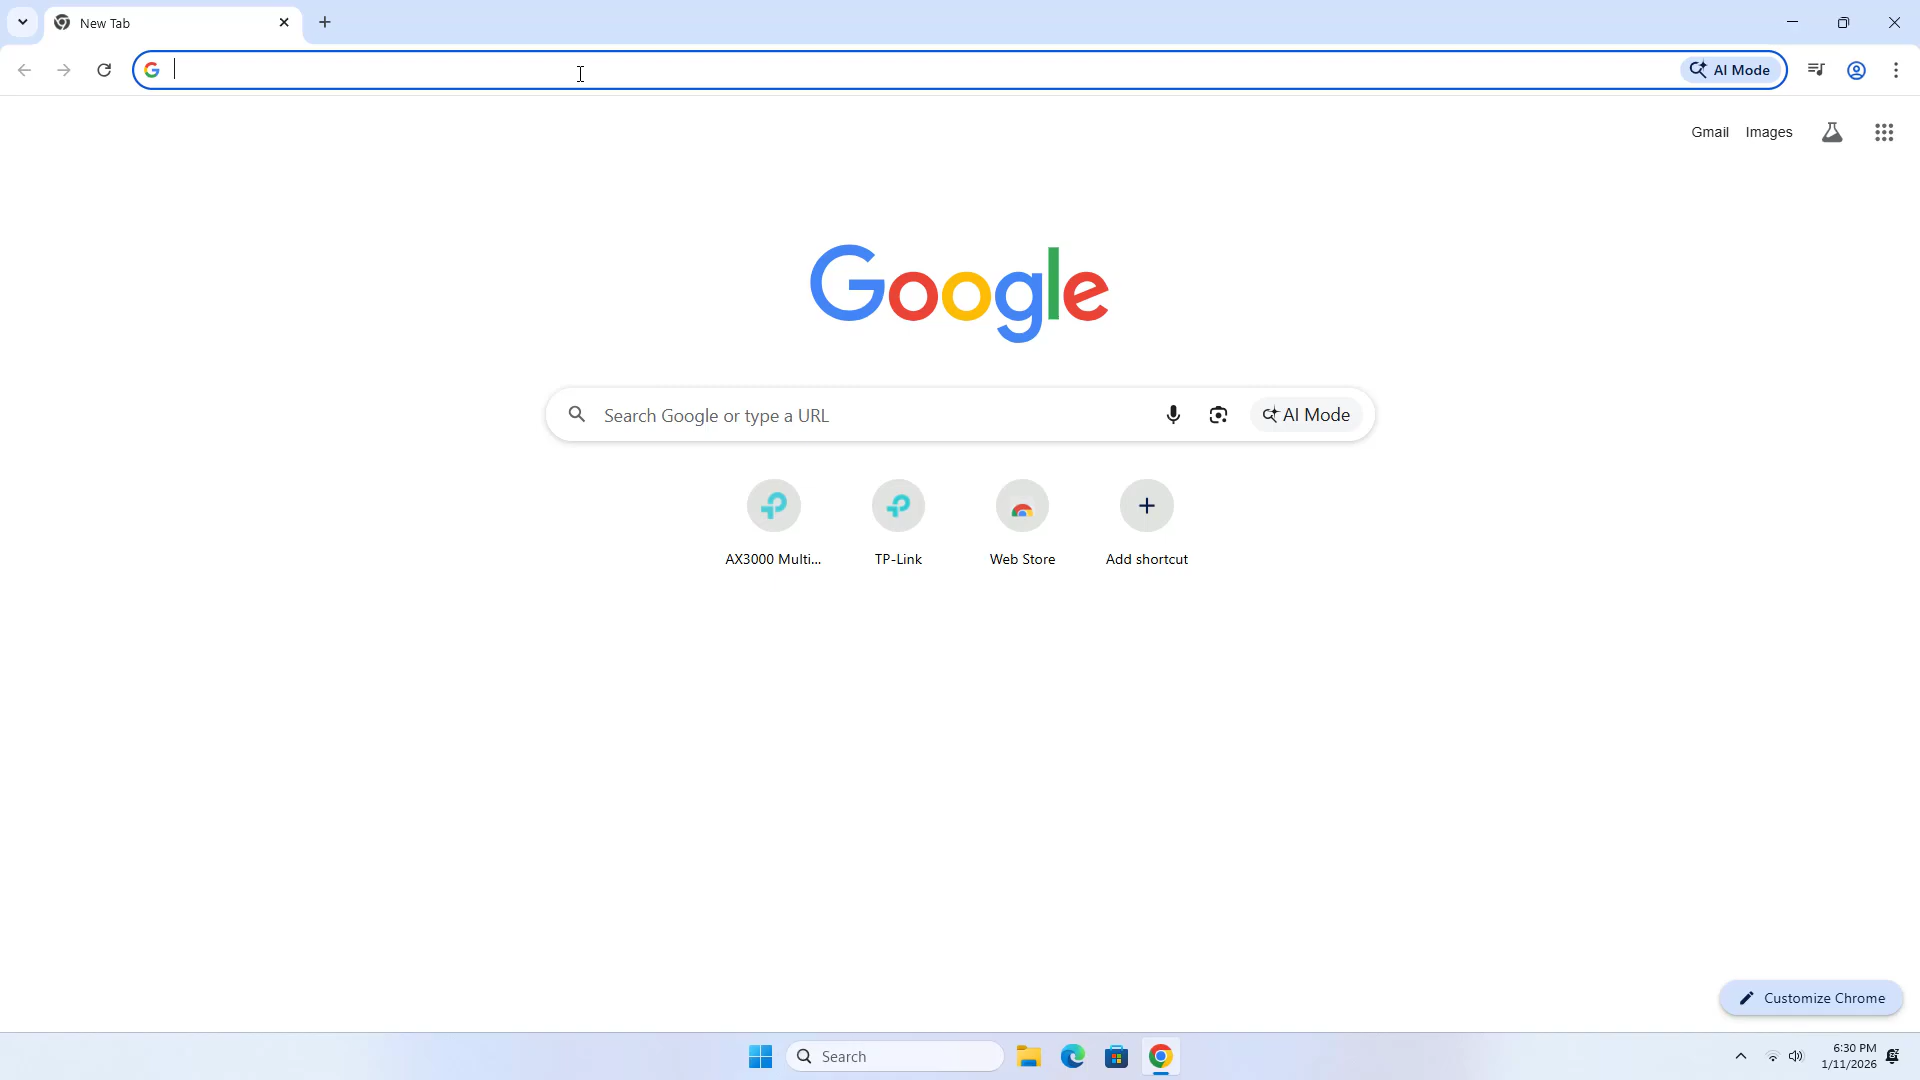 New Tab
AI Mode
Gmail Images
Google
Search Google or type a URL
AI Mode
AX3000 Multi...
TP-Link
Web Store
Add shortcut
Customize Chrome
Search
6:30 PM
1/11/2026